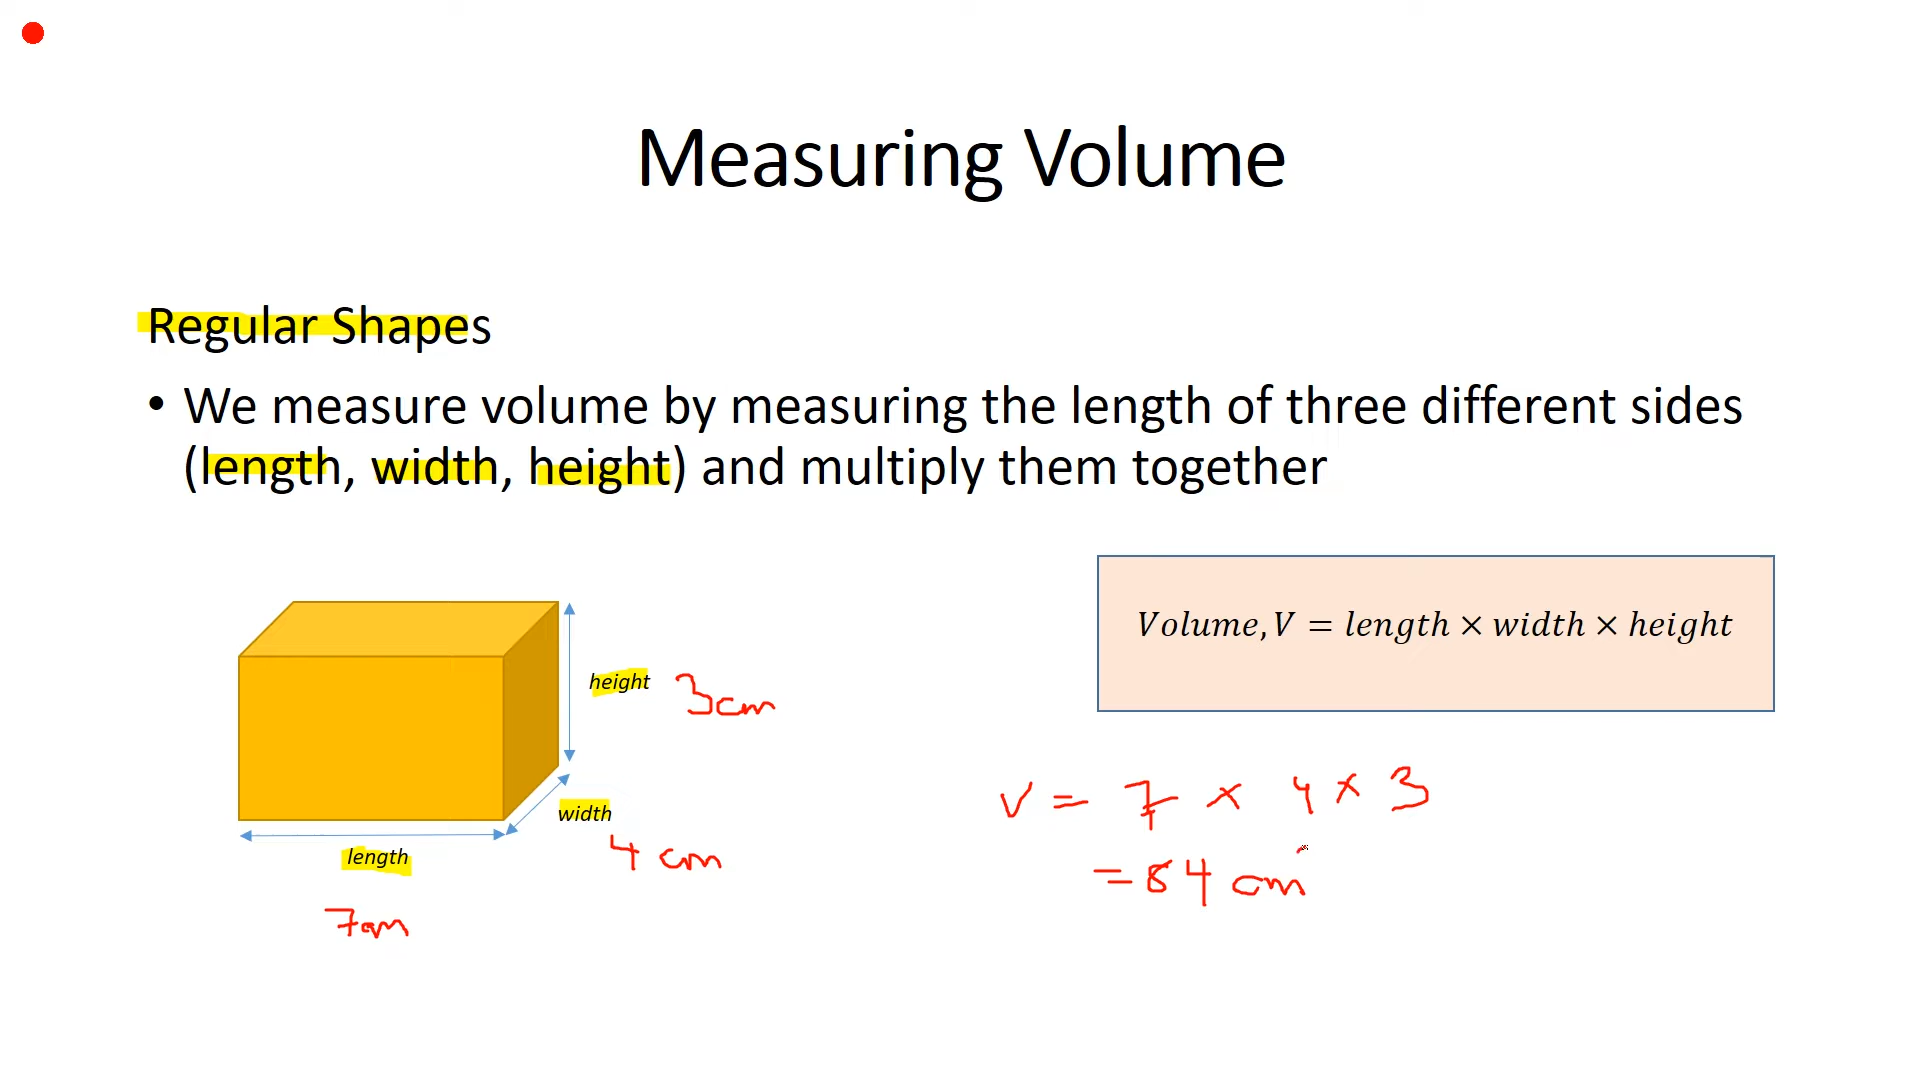 Measuring Volume
Regular Shapes
• We measure volume by measuring the length of three different sides
(length, width, height) and multiply them together
Volume, V = length × width × height
height 3cm
width
4 cm
length
7cm
V = 7 × 4 × 3
= 84 cm